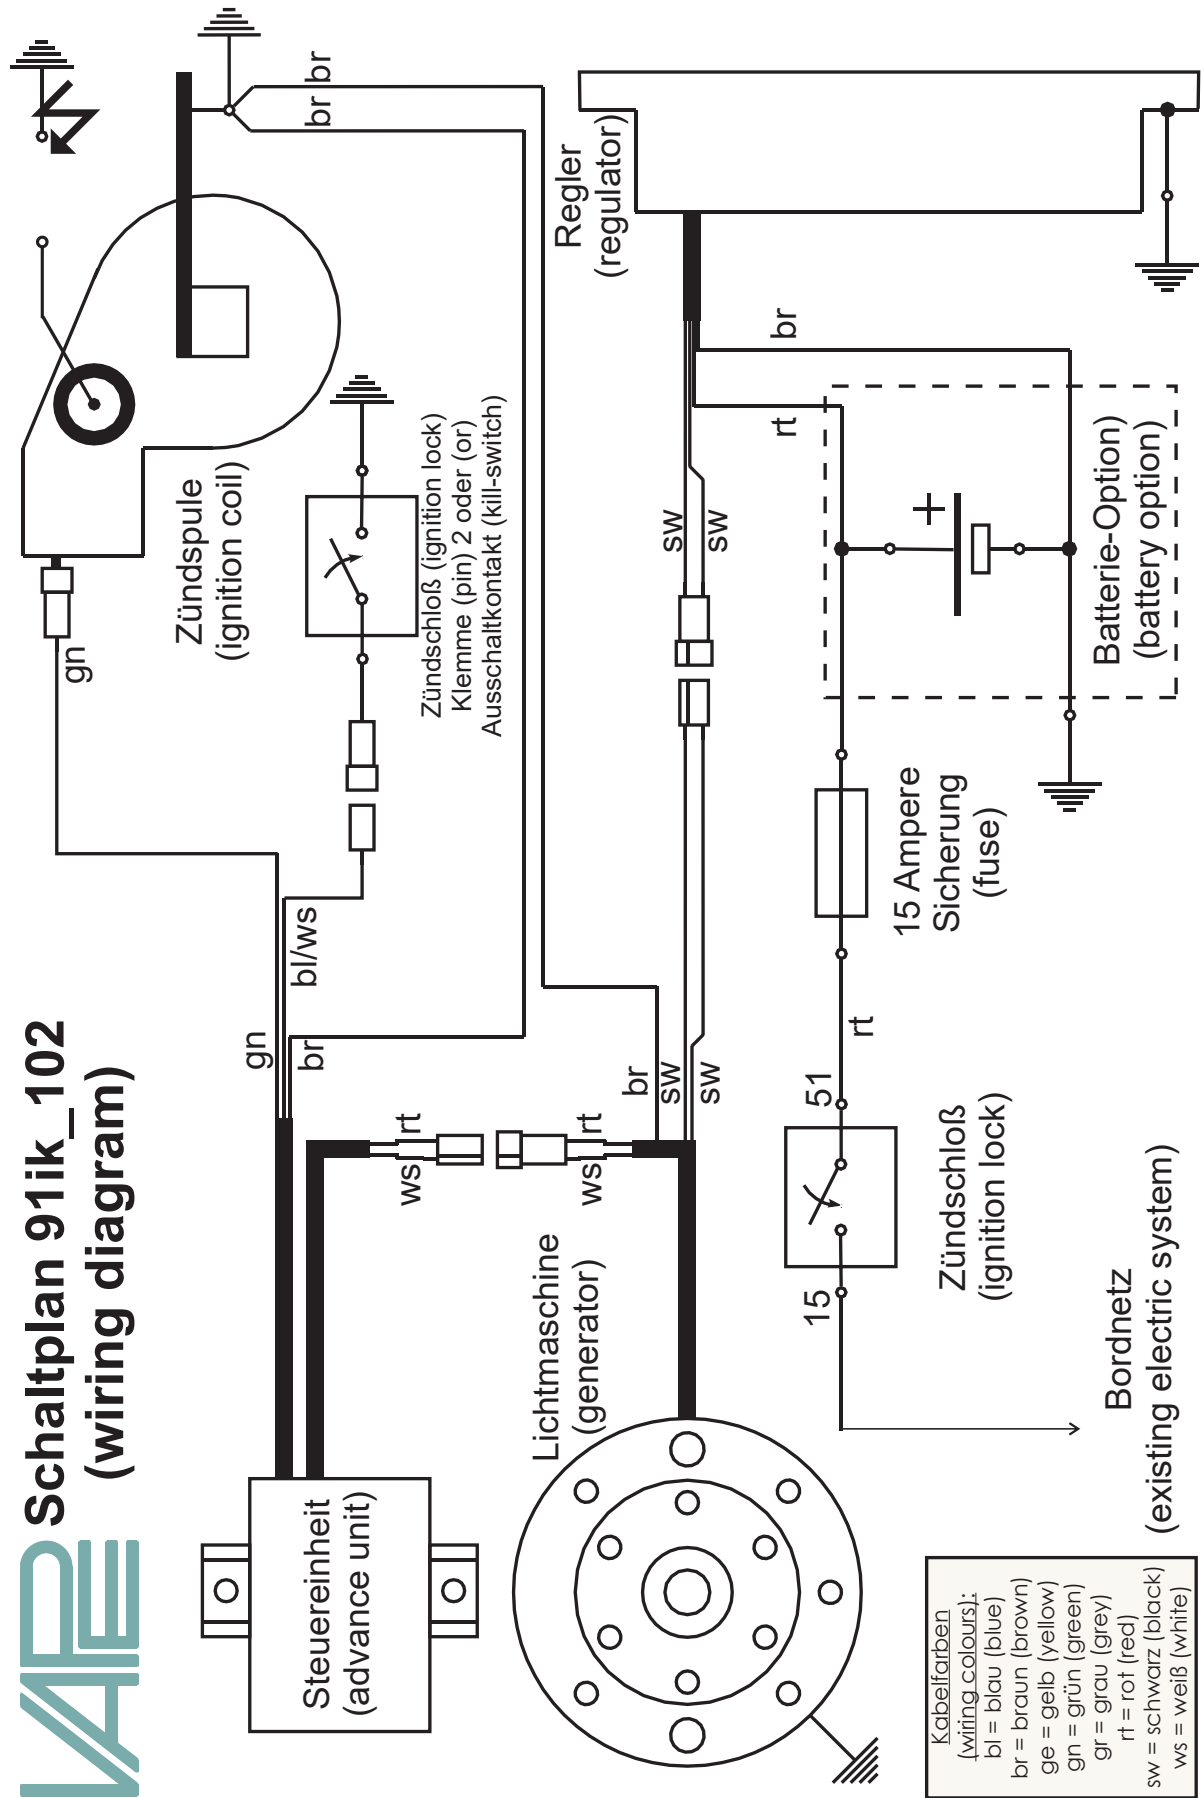 VAPE
Schaltplan 91ik_102
(wiring diagram)
gn
Zündspule
(ignition coil)
br
br
Zündschloß (ignition lock)
Klemme (pin) 2 oder (or)
Ausschaltkontakt (kill-switch)
gn
bl/ws
br
Steuereinheit
(advance unit)
ws
rt
ws
rt
Lichtmaschine
(generator)
br
sw
sw
sw
sw
Regler
(regulator)
br
rt
+
Batterie-Option)
(battery option)
15 Ampere
Sicherung
(fuse)
rt
51
15
Zündschloß
(ignition lock)
Bordnetz
(existing electric system)
Kabelfarben
(wiring colours):
bl = blau (blue)
br = braun (brown)
ge = gelb (yellow)
gn = grün (green)
gr = grau (grey)
rt = rot (red)
sw = schwarz (black)
ws = weiß (white)